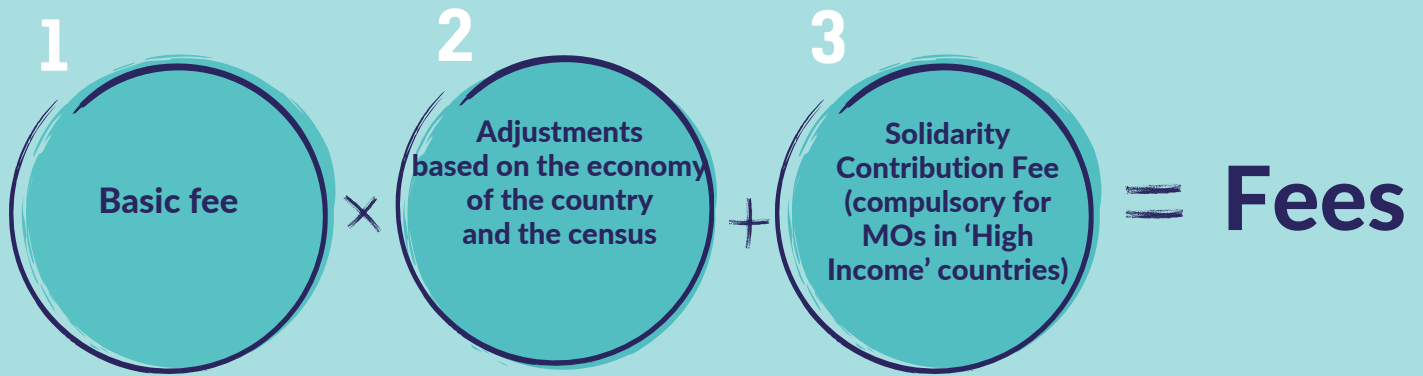 1
Basic fee
×
2
Adjustments
based on the economy
of the country
and the census
+
3
Solidarity
Contribution Fee
(compulsory for
MOs in ‘High
Income’ countries)
=
Fees